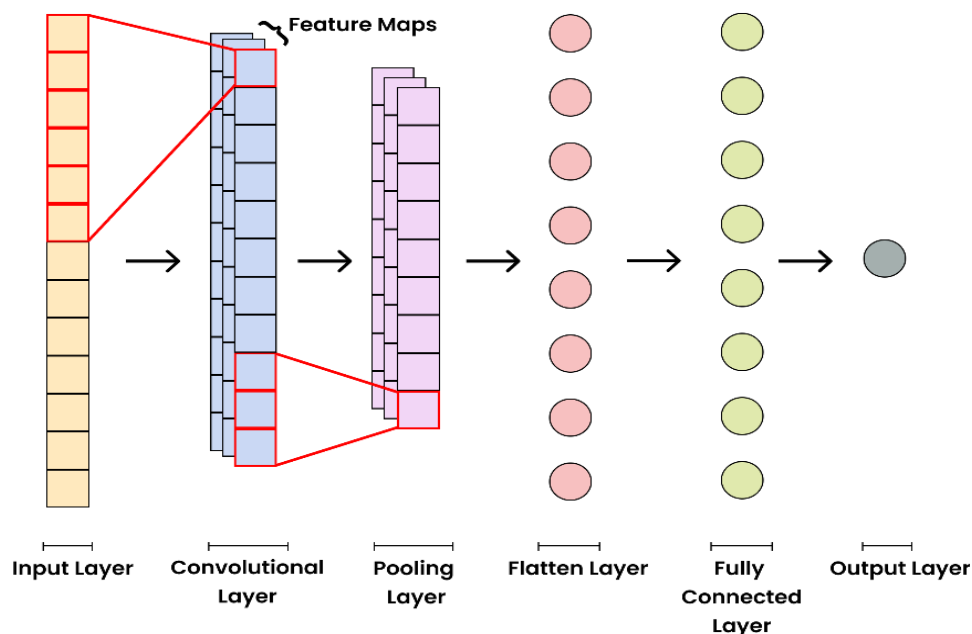 Feature Maps
Input Layer
Convolutional
Layer
Pooling
Layer
Flatten Layer
Fully
Connected
Layer
Output Layer